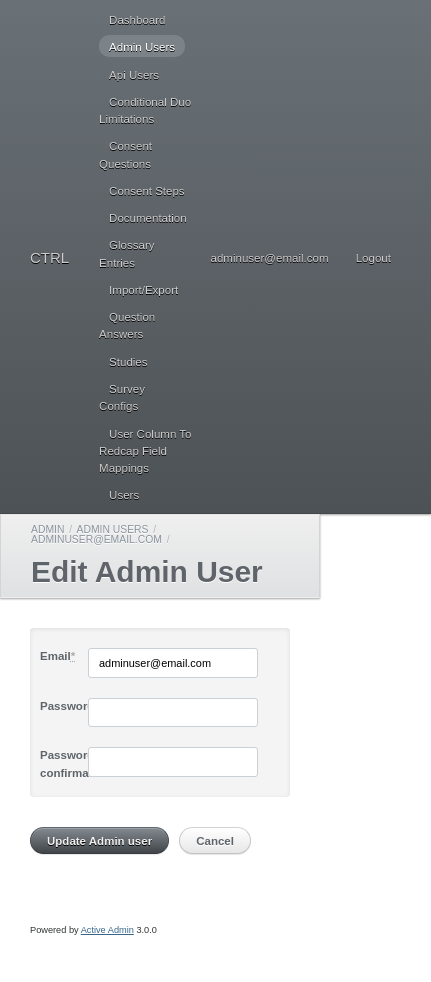 CTRL
Dashboard
Admin Users
Api Users
Conditional Duo
Limitations
Consent
Questions
Consent Steps
Documentation
Glossary
Entries
Import/Export
Question
Answers
Studies
Survey
Configs
User Column To
Redcap Field
Mappings
Users
adminuser@email.com
Logout
ADMIN / ADMIN USERS /
ADMINUSER@EMAIL.COM /
Edit Admin User
Email*
adminuser@email.com
Passwor
Passwor
confirma
Update Admin user
Cancel
Powered by Active Admin 3.0.0